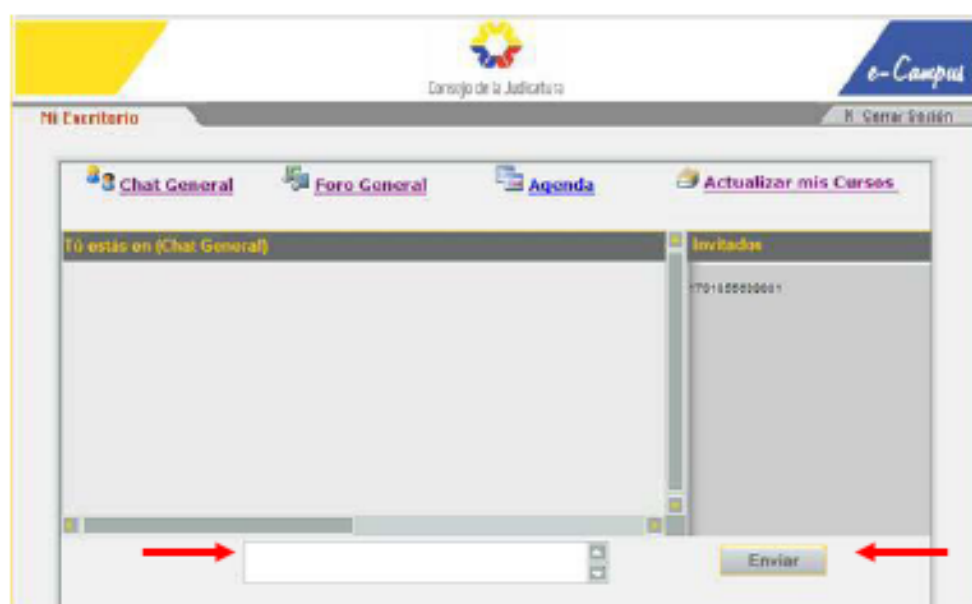 Consejo de la Judicatura
e-Campus
Mi Escritorio
X Cerrar Sesión
Chat General
Foro General
Agenda
Actualizar mis Cursos
Tú estás en (Chat General)
Invitados
Enviar